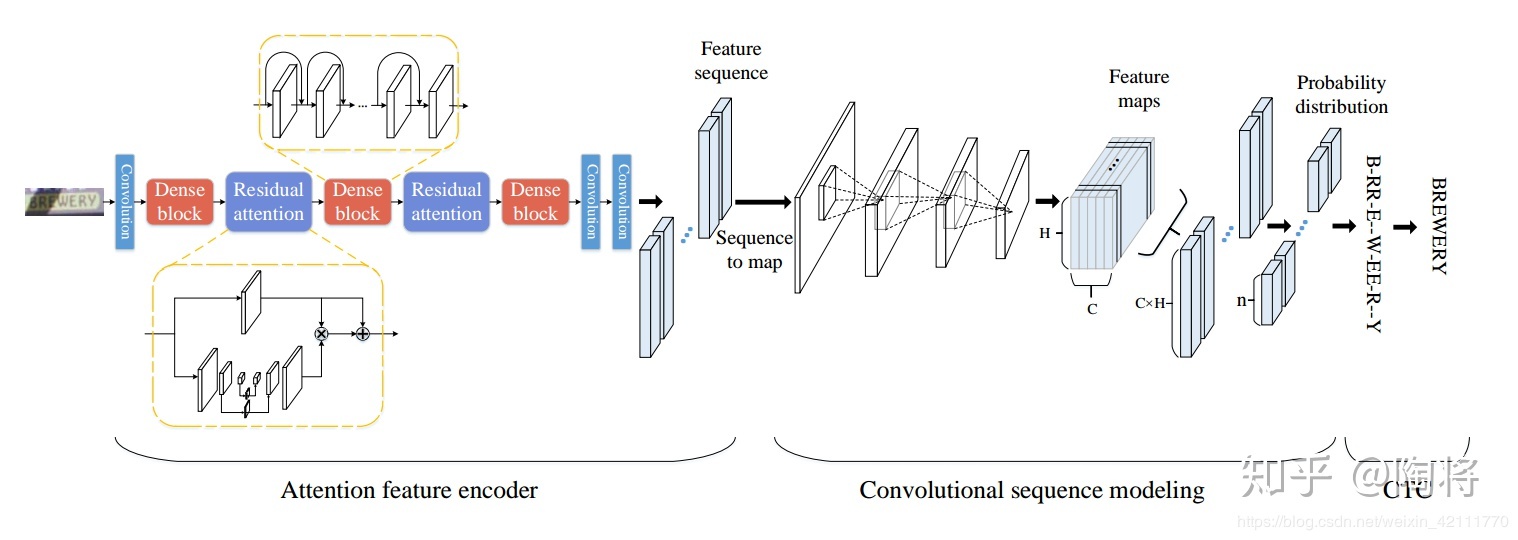 Feature
sequence
Feature
maps
Probability
distribution
BREWERY
Convolution
Dense
block
Residual
attention
Dense
block
Residual
attention
Dense
block
Convolution
Convolution
Sequence
to map
H
C
C×H
n
B-RR-E--W-EE-R--Y
BREWERY
Attention feature encoder
Convolutional sequence modeling
CTC
知乎 @陶将
https://blog.csdn.net/weixin_42111770